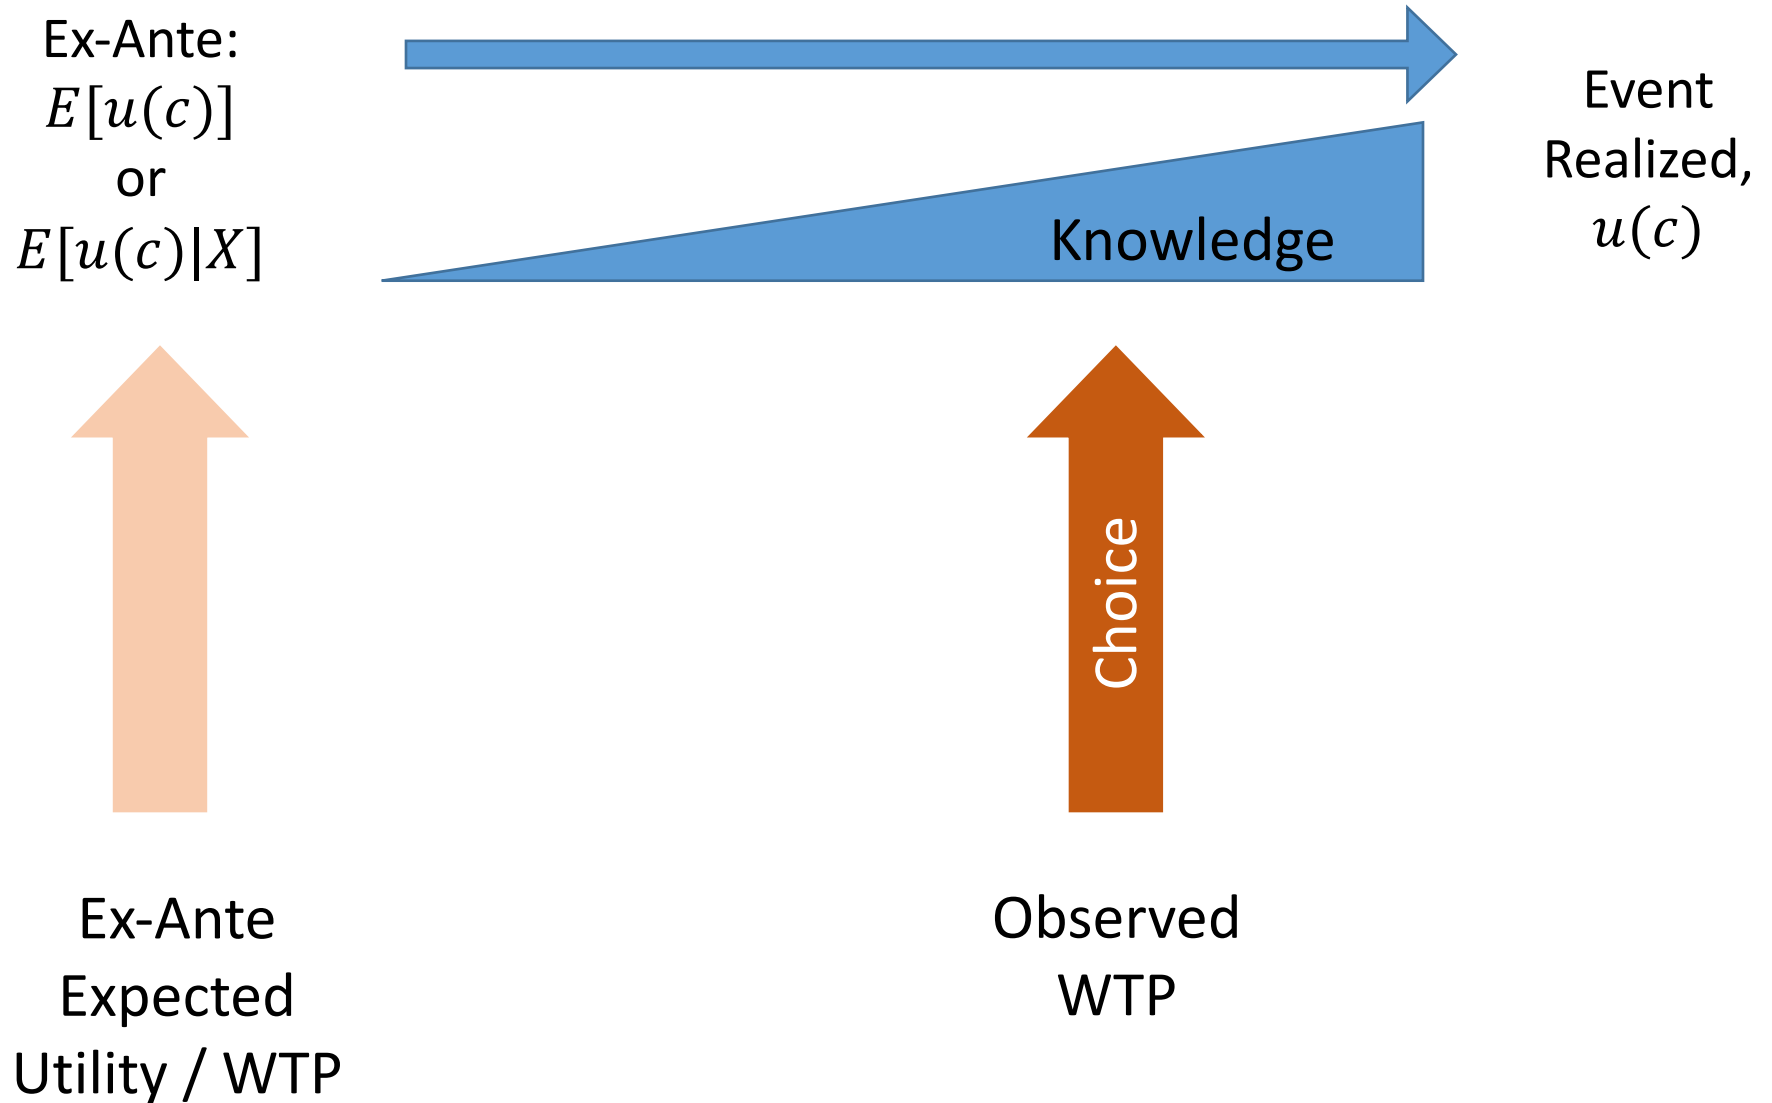 Ex-Ante:
E[u(c)]
or
E[u(c)|X]
Knowledge
Event
Realized,
u(c)
Choice
Ex-Ante
Expected
Utility / WTP
Observed
WTP